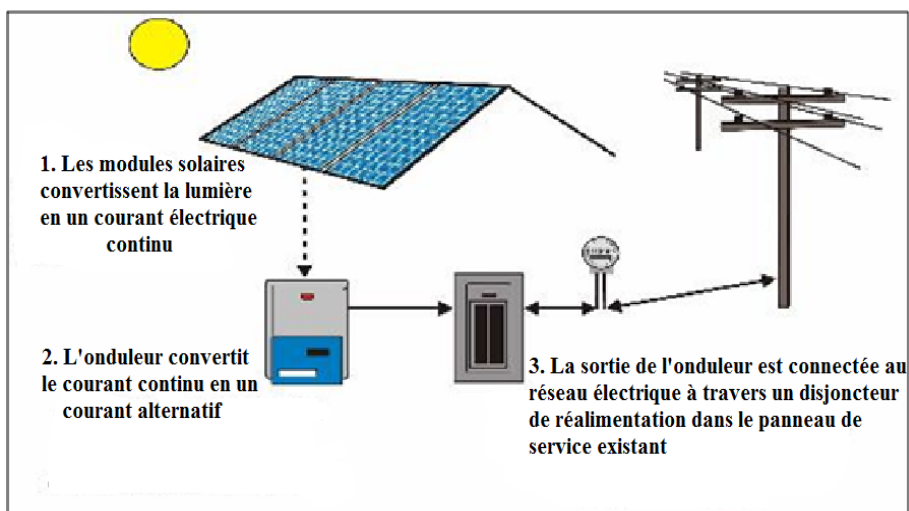 1. Les modules solaires
convertissent la lumière
en un courant électrique
continu
2. L'onduleur convertit
le courant continu en un
courant alternatif
3. La sortie de l'onduleur est connectée au
réseau électrique à travers un disjoncteur
de réalimentation dans le panneau de
service existant